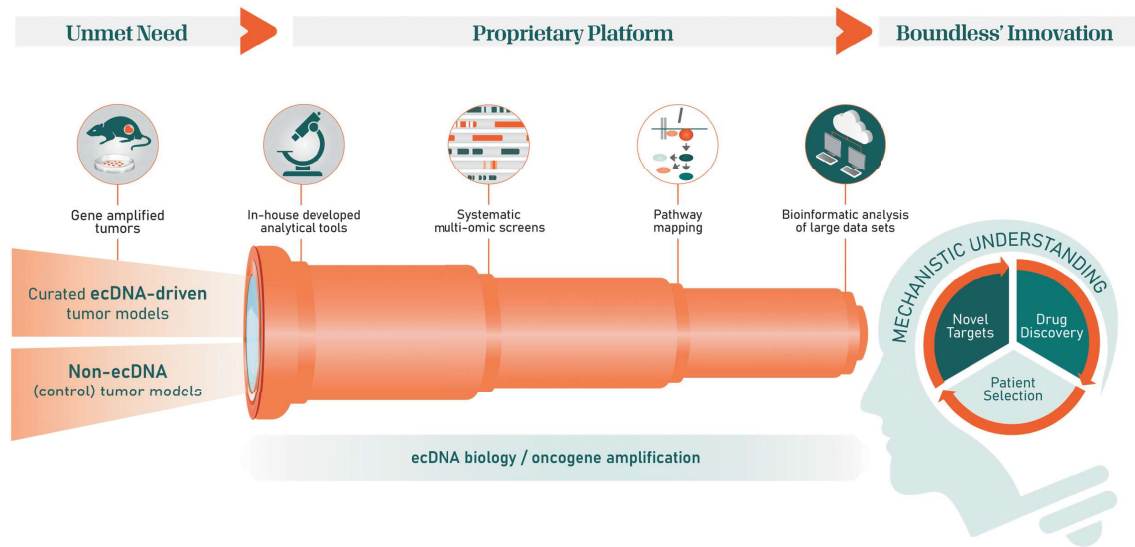 Unmet Need
Proprietary Platform
Boundless' Innovation
Gene amplified
tumors
In-house developed
analytical tools
Systematic
multi-omic screens
Pathway
mapping
Bioinformatic analysis
of large data sets
Curated ecDNA-driven
tumor models
Non-ecDNA
(control) tumor models
ecDNA biology / oncogene amplification
MECHANISTIC UNDERSTANDING
Novel
Targets
Drug
Discovery
Patient
Selection